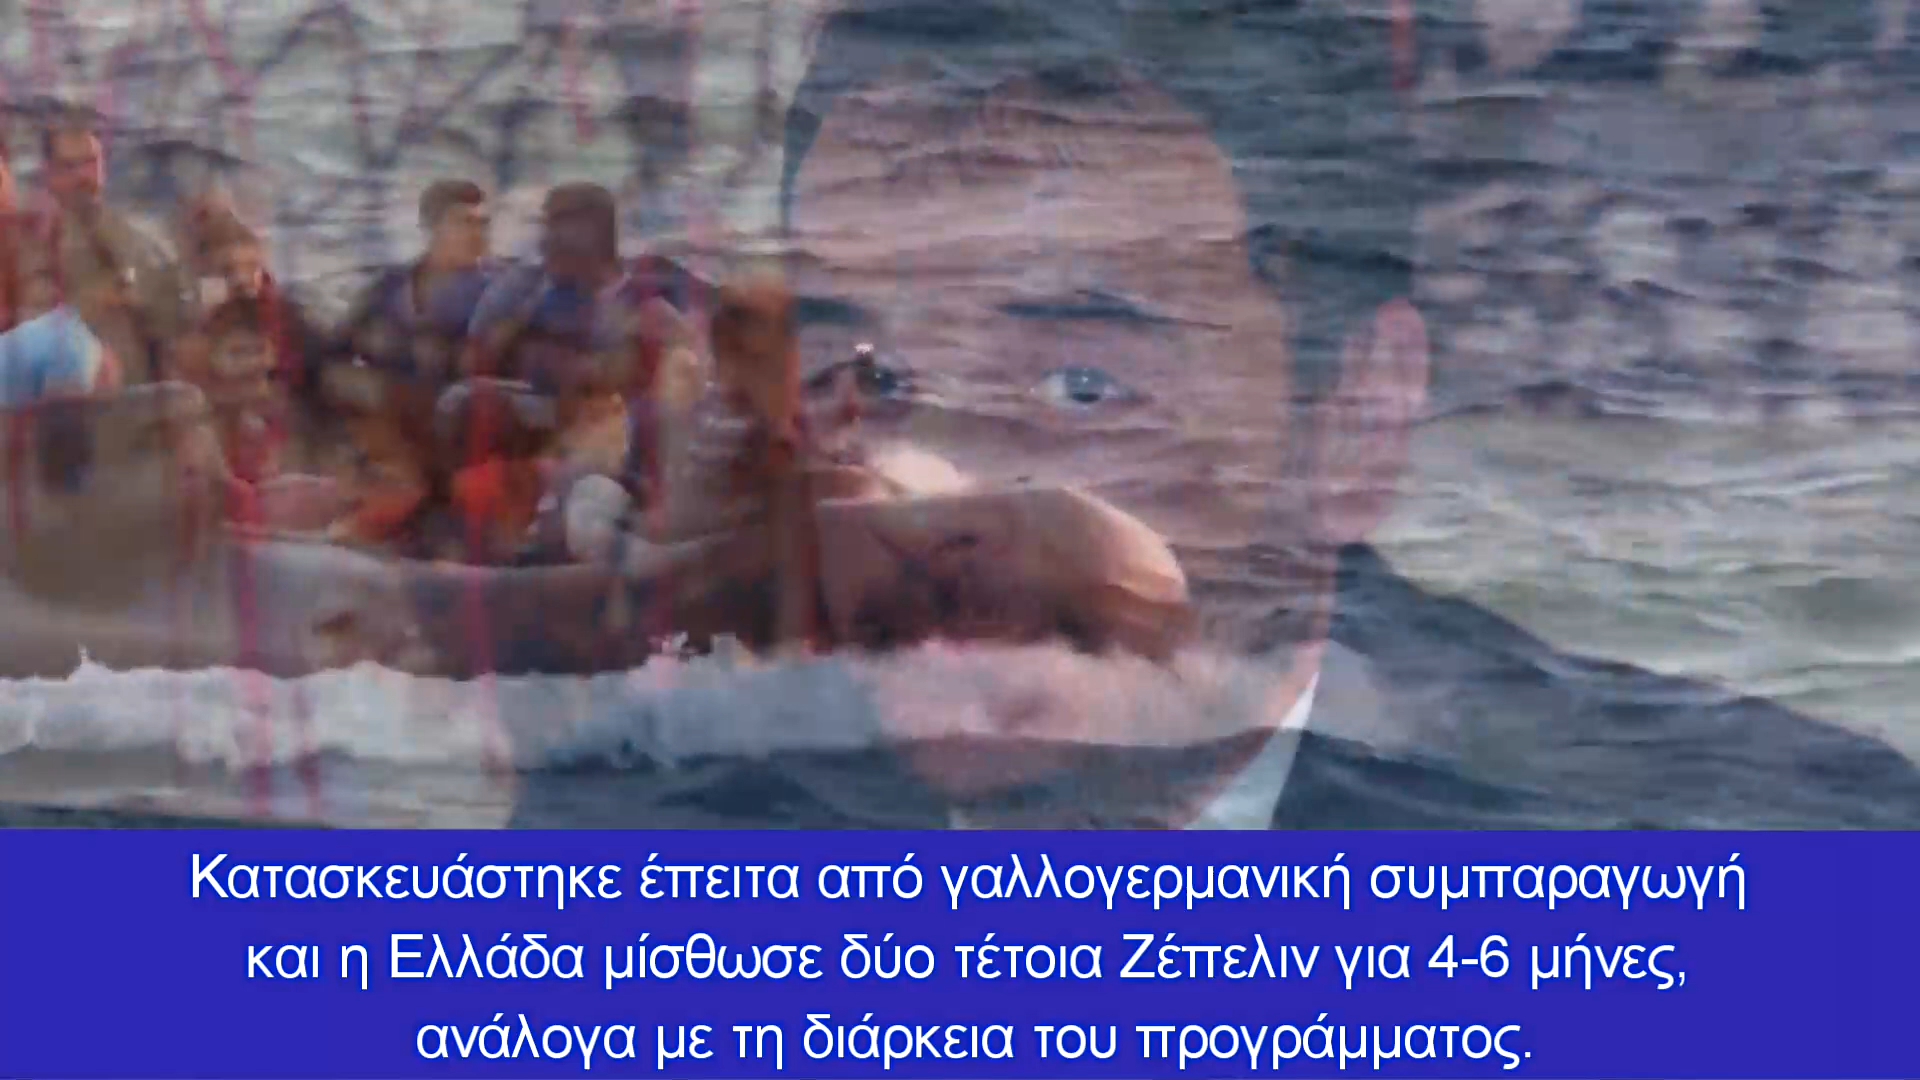 Κατασκευάστηκε έπειτα από γαλλογερμανική συμπαραγωγή
και η Ελλάδα μίσθωσε δύο τέτοια Ζέπελιν για 4-6 μήνες,
ανάλογα με τη διάρκεια του προγράμματος.